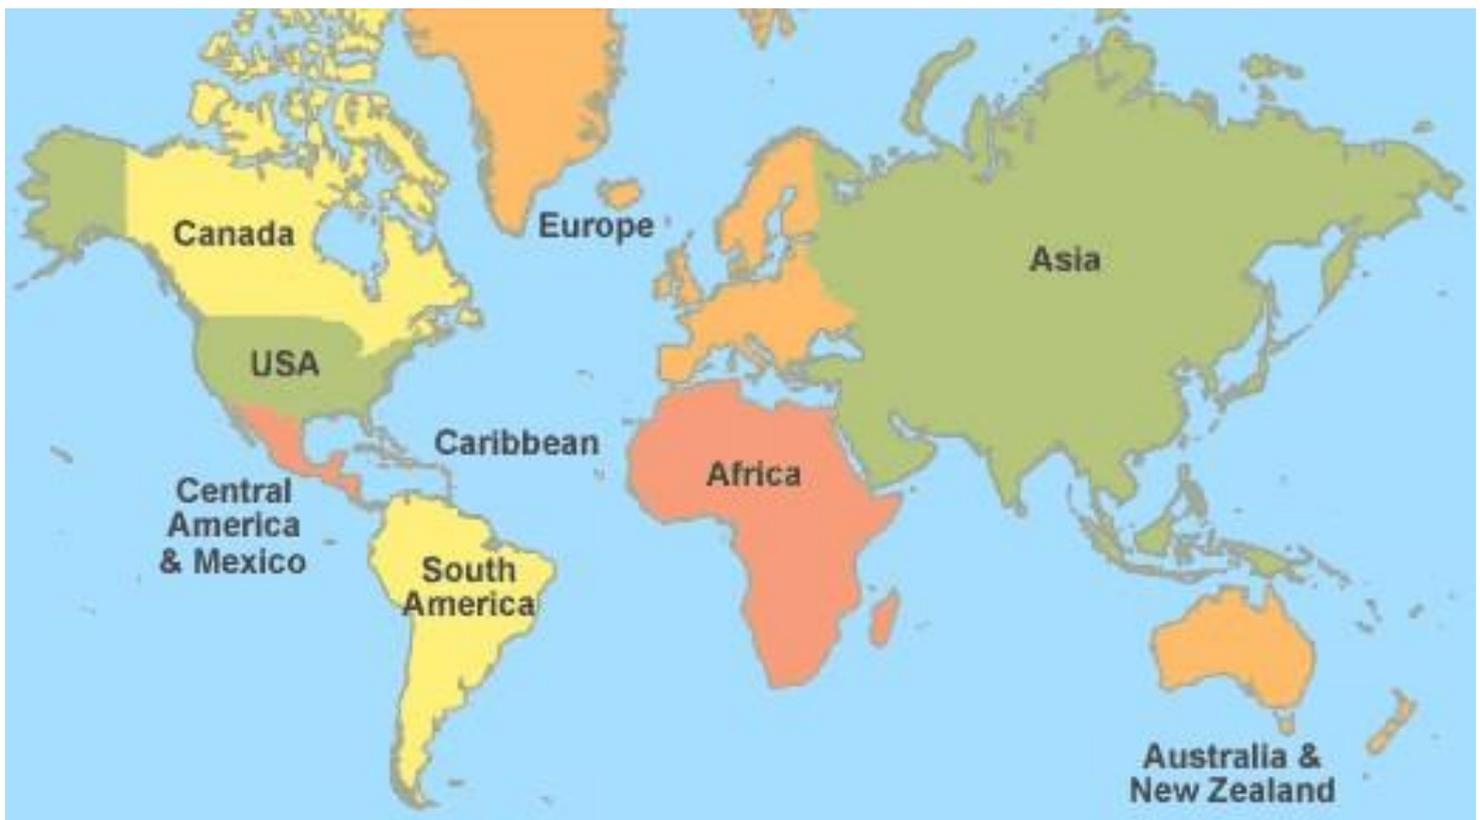 Canada
Europe
Asia
USA
Caribbean
Africa
Central
America
& Mexico
South
America
Australia &
New Zealand